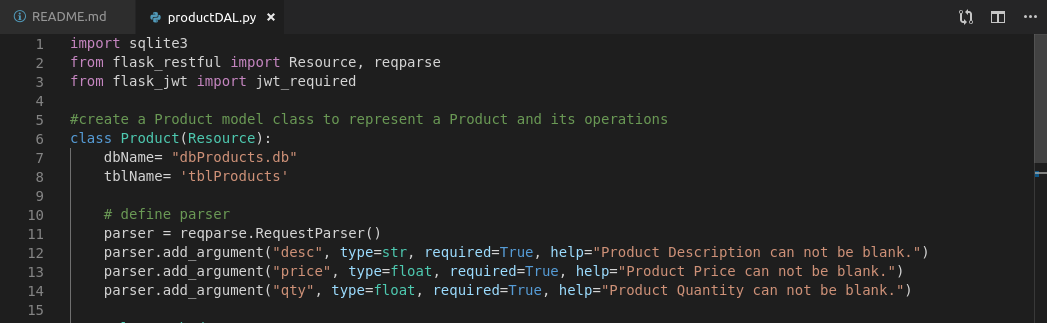 README.md productDAL.py ×
1 import sqlite3
2 from flask_restful import Resource, reqparse
3 from flask_jwt import jwt_required
4
5 #create a Product model class to represent a Product and its operations
6 class Product(Resource):
7 dbName= "dbProducts.db"
8 tblName= 'tblProducts'
9
10 # define parser
11 parser = reqparse.RequestParser()
12 parser.add_argument("desc", type=str, required=True, help="Product Description can not be blank.")
13 parser.add_argument("price", type=float, required=True, help="Product Price can not be blank.")
14 parser.add_argument("qty", type=float, required=True, help="Product Quantity can not be blank.")
15